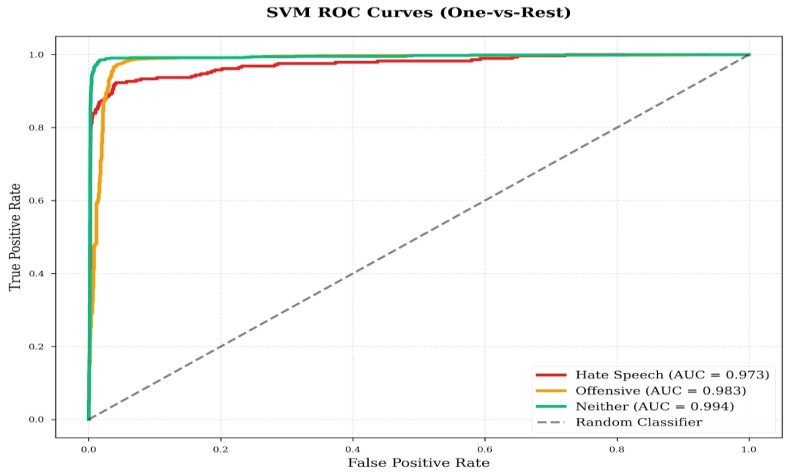 SVM ROC Curves (One-vs-Rest)
True Positive Rate
1.0
0.8
0.6
0.4
0.2
0.0
0.0 0.2 0.4 0.6 0.8 1.0
False Positive Rate
Hate Speech (AUC = 0.973)
Offensive (AUC = 0.983)
Neither (AUC = 0.994)
Random Classifier